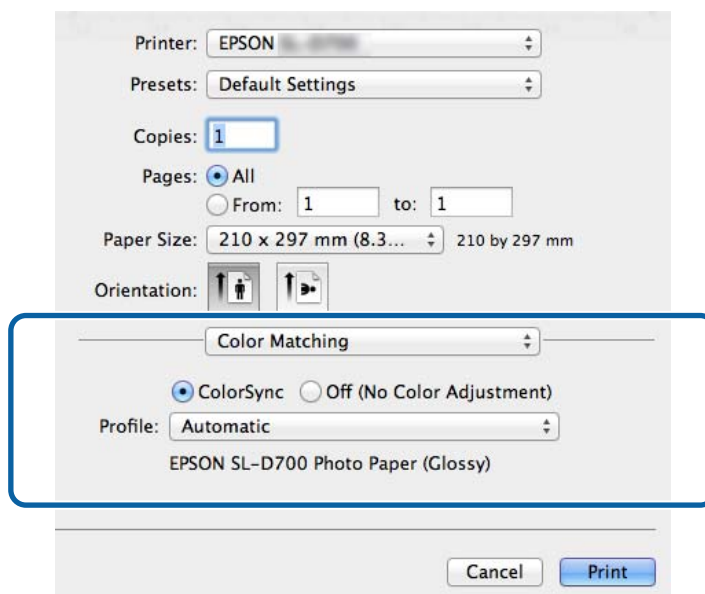 Printer: EPSON
Presets: Default Settings
Copies: 1
Pages: All
From: 1 to: 1
Paper Size: 210 x 297 mm (8.3... 210 by 297 mm
Orientation:
Color Matching
ColorSync Off (No Color Adjustment)
Profile: Automatic
EPSON SL-D700 Photo Paper (Glossy)
Cancel Print